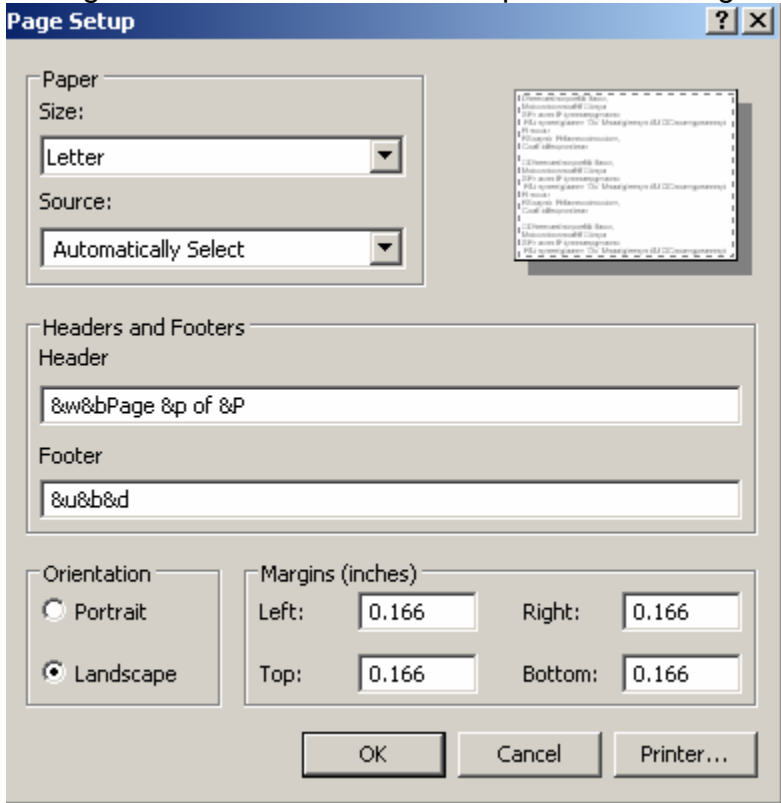 Page Setup
Paper
Size:
Letter
Source:
Automatically Select
Headers and Footers
Header
&w&bPage &p of &P
Footer
&u&b&d
Orientation
Portrait
Landscape
Margins (inches)
Left: 0.166 Right: 0.166
Top: 0.166 Bottom: 0.166
OK Cancel Printer...